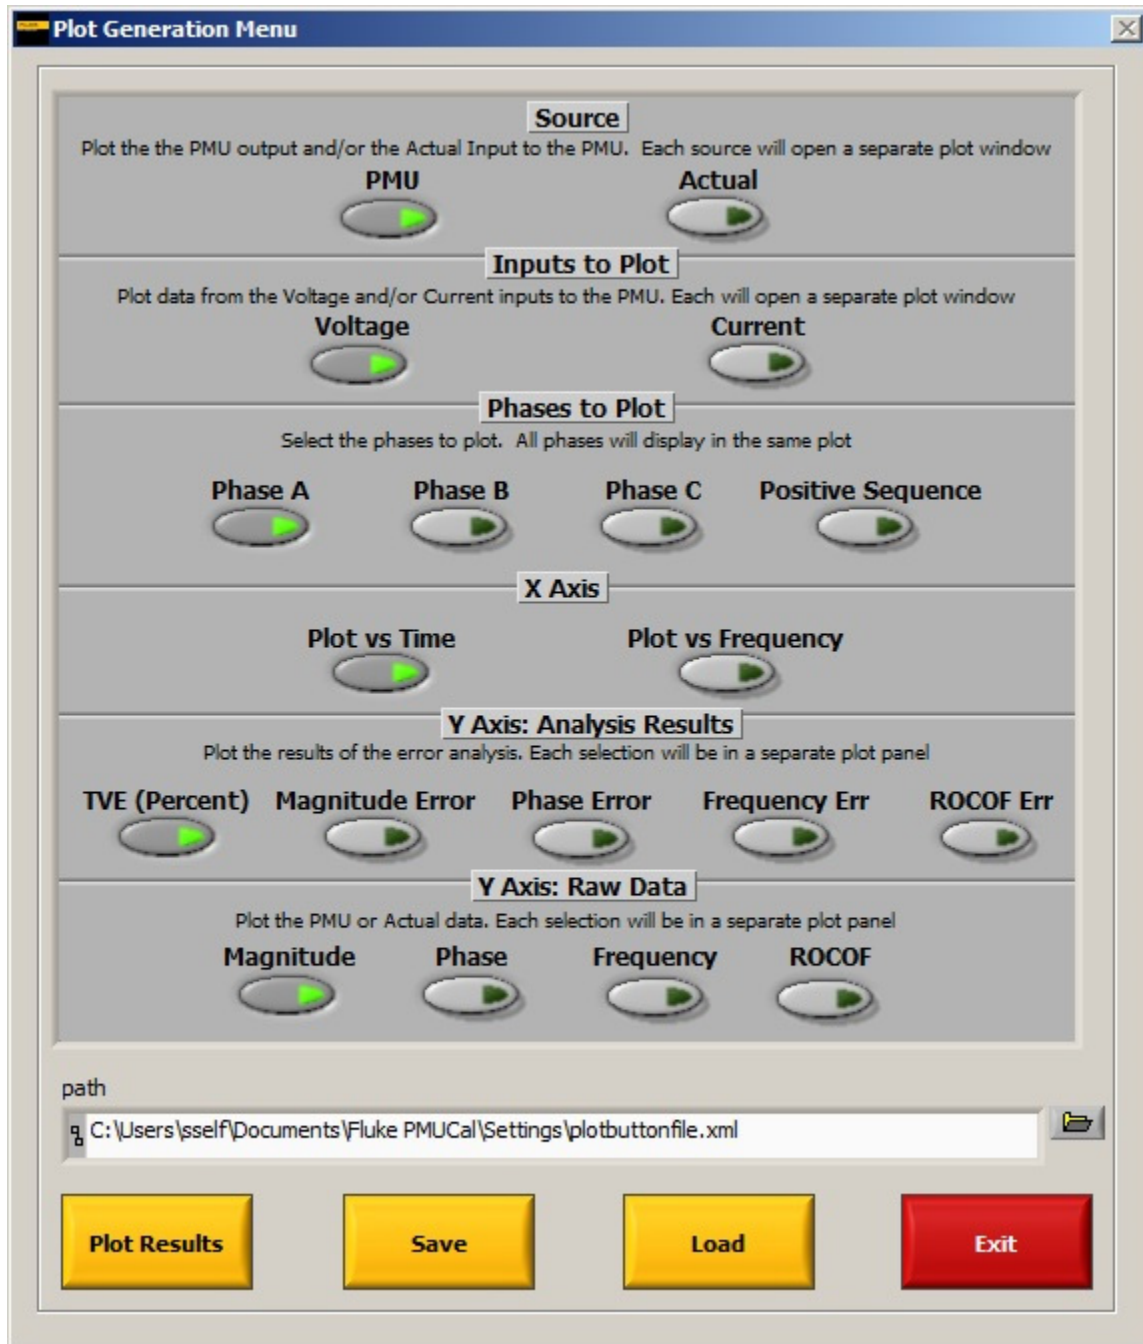 Plot Generation Menu
Source
Plot the the PMU output and/or the Actual Input to the PMU. Each source will open a separate plot window
PMU Actual
Inputs to Plot
Plot data from the Voltage and/or Current inputs to the PMU. Each will open a separate plot window
Voltage Current
Phases to Plot
Select the phases to plot. All phases will display in the same plot
Phase A Phase B Phase C Positive Sequence
X Axis
Plot vs Time Plot vs Frequency
Y Axis: Analysis Results
Plot the results of the error analysis. Each selection will be in a separate plot panel
TVE (Percent) Magnitude Error Phase Error Frequency Err ROCOF Err
Y Axis: Raw Data
Plot the PMU or Actual data. Each selection will be in a separate plot panel
Magnitude Phase Frequency ROCOF
path
C:\Users\sself\Documents\Fluke PMUCal\Settings\plotbuttonfile.xml
Plot Results Save Load Exit